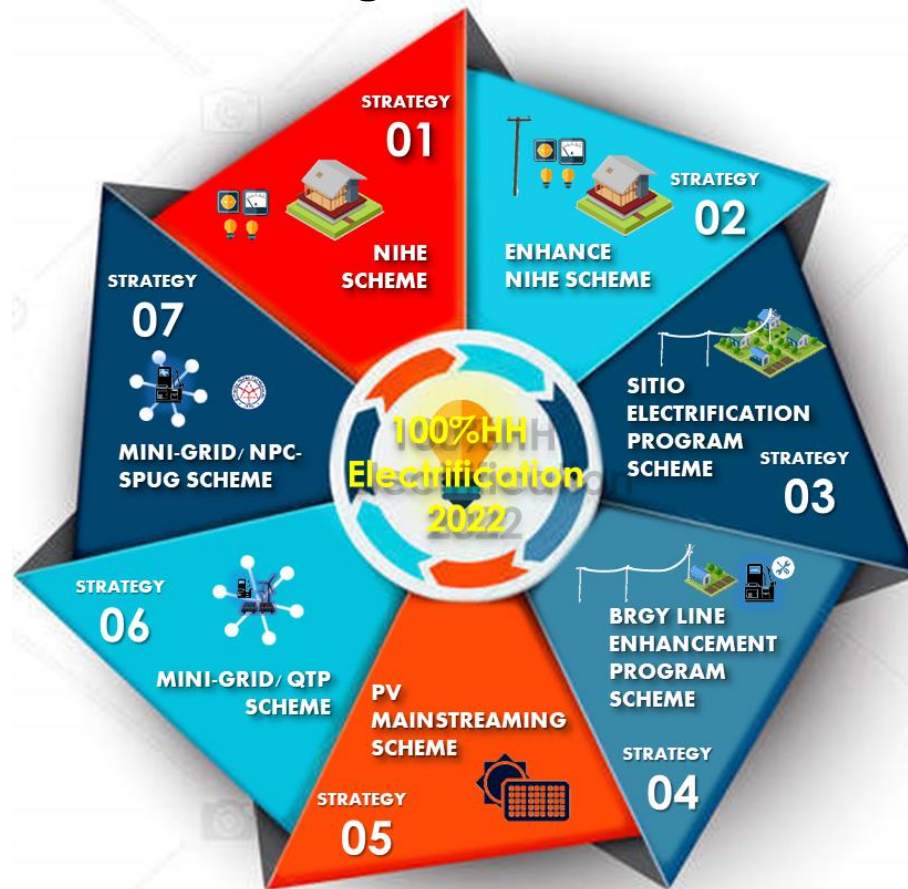 STRATEGY
01
NIHE
SCHEME
STRATEGY
02
ENHANCE
NIHE SCHEME
SITIO
ELECTRIFICATION
PROGRAM
SCHEME
STRATEGY
03
BRGY LINE
ENHANCEMENT
PROGRAM
SCHEME
STRATEGY
04
PV
MAINSTREAMING
SCHEME
STRATEGY
05
STRATEGY
06
MINI-GRID/ QTP
SCHEME
STRATEGY
07
MINI-GRID/ NPC-
SPUG SCHEME
100%HH
Electrification
2022